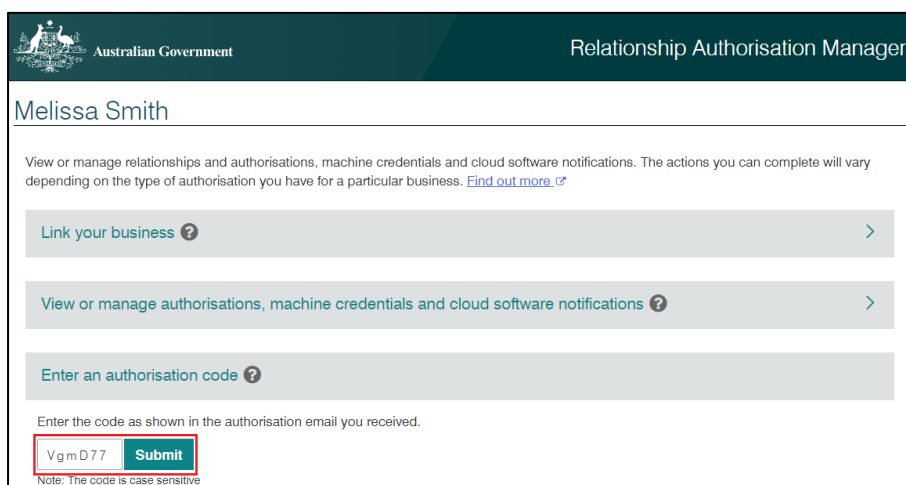 Australian Government
Relationship Authorisation Manager
Melissa Smith
View or manage relationships and authorisations, machine credentials and cloud software notifications. The actions you can complete will vary
depending on the type of authorisation you have for a particular business. Find out more
Link your business ?
View or manage authorisations, machine credentials and cloud software notifications ?
Enter an authorisation code ?
Enter the code as shown in the authorisation email you received.
VgmD77 Submit
Note: The code is case sensitive